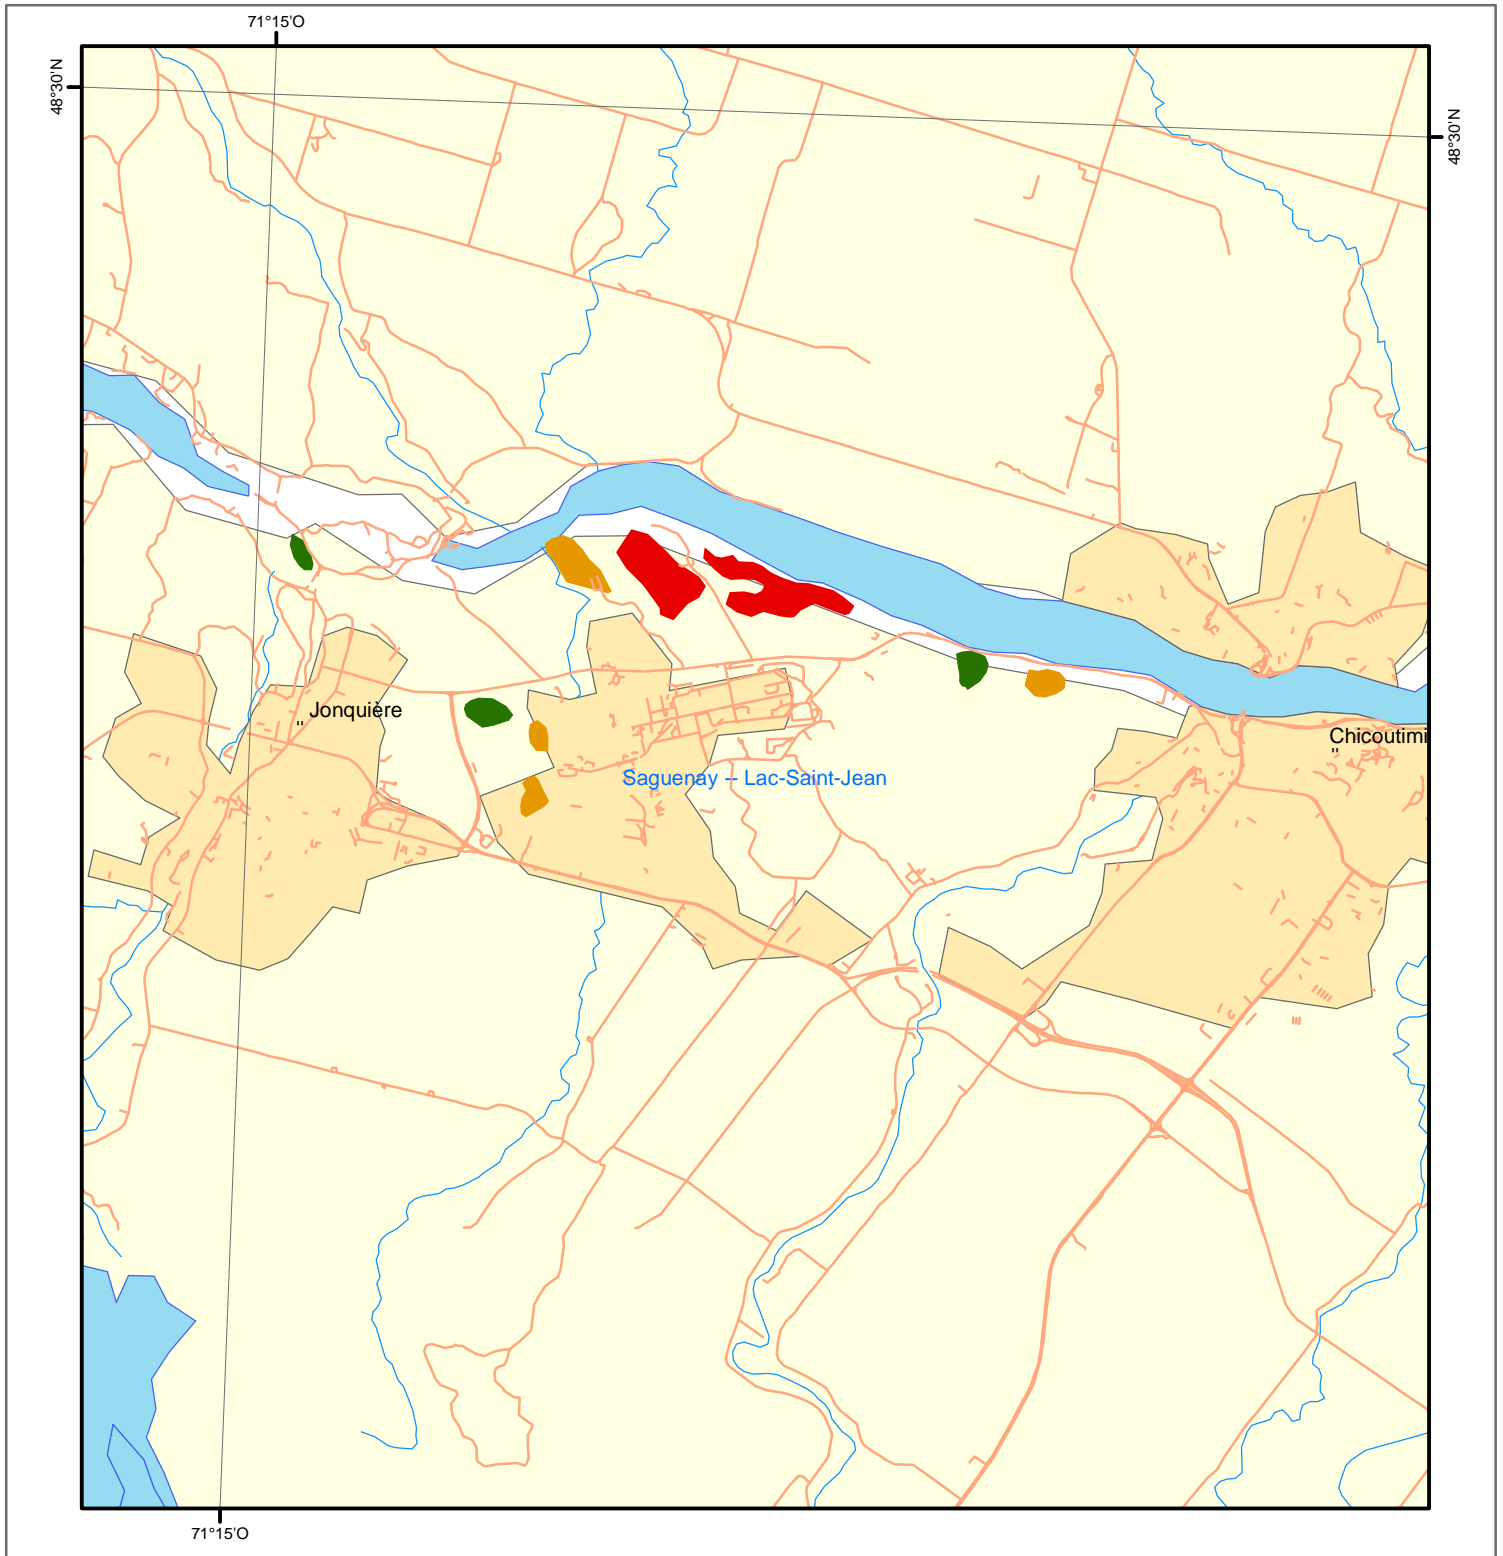 71°15'O
48°30'N
48°30'N
" Jonquière
Chicoutimi
"
Saguenay -- Lac-Saint-Jean
71°15'O